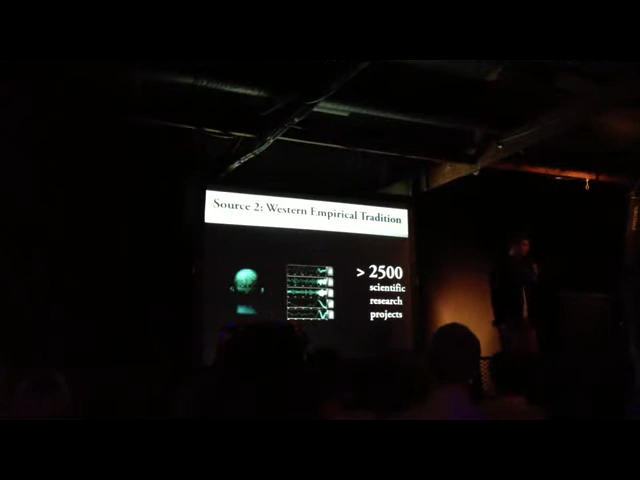 Source 2: Western Empirical Tradition
> 2500
scientific
research
projects